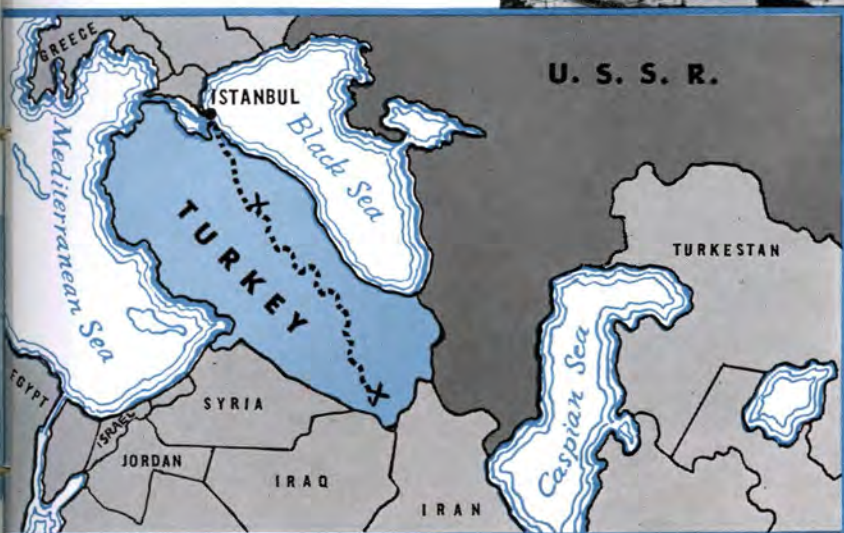 GREECE
U. S. S. R.
ISTANBUL
Black Sea
Mediterranean Sea
TURKEY
TURKESTAN
Caspian Sea
EGYPT
ISRAEL
SYRIA
JORDAN
IRAQ
IRAN